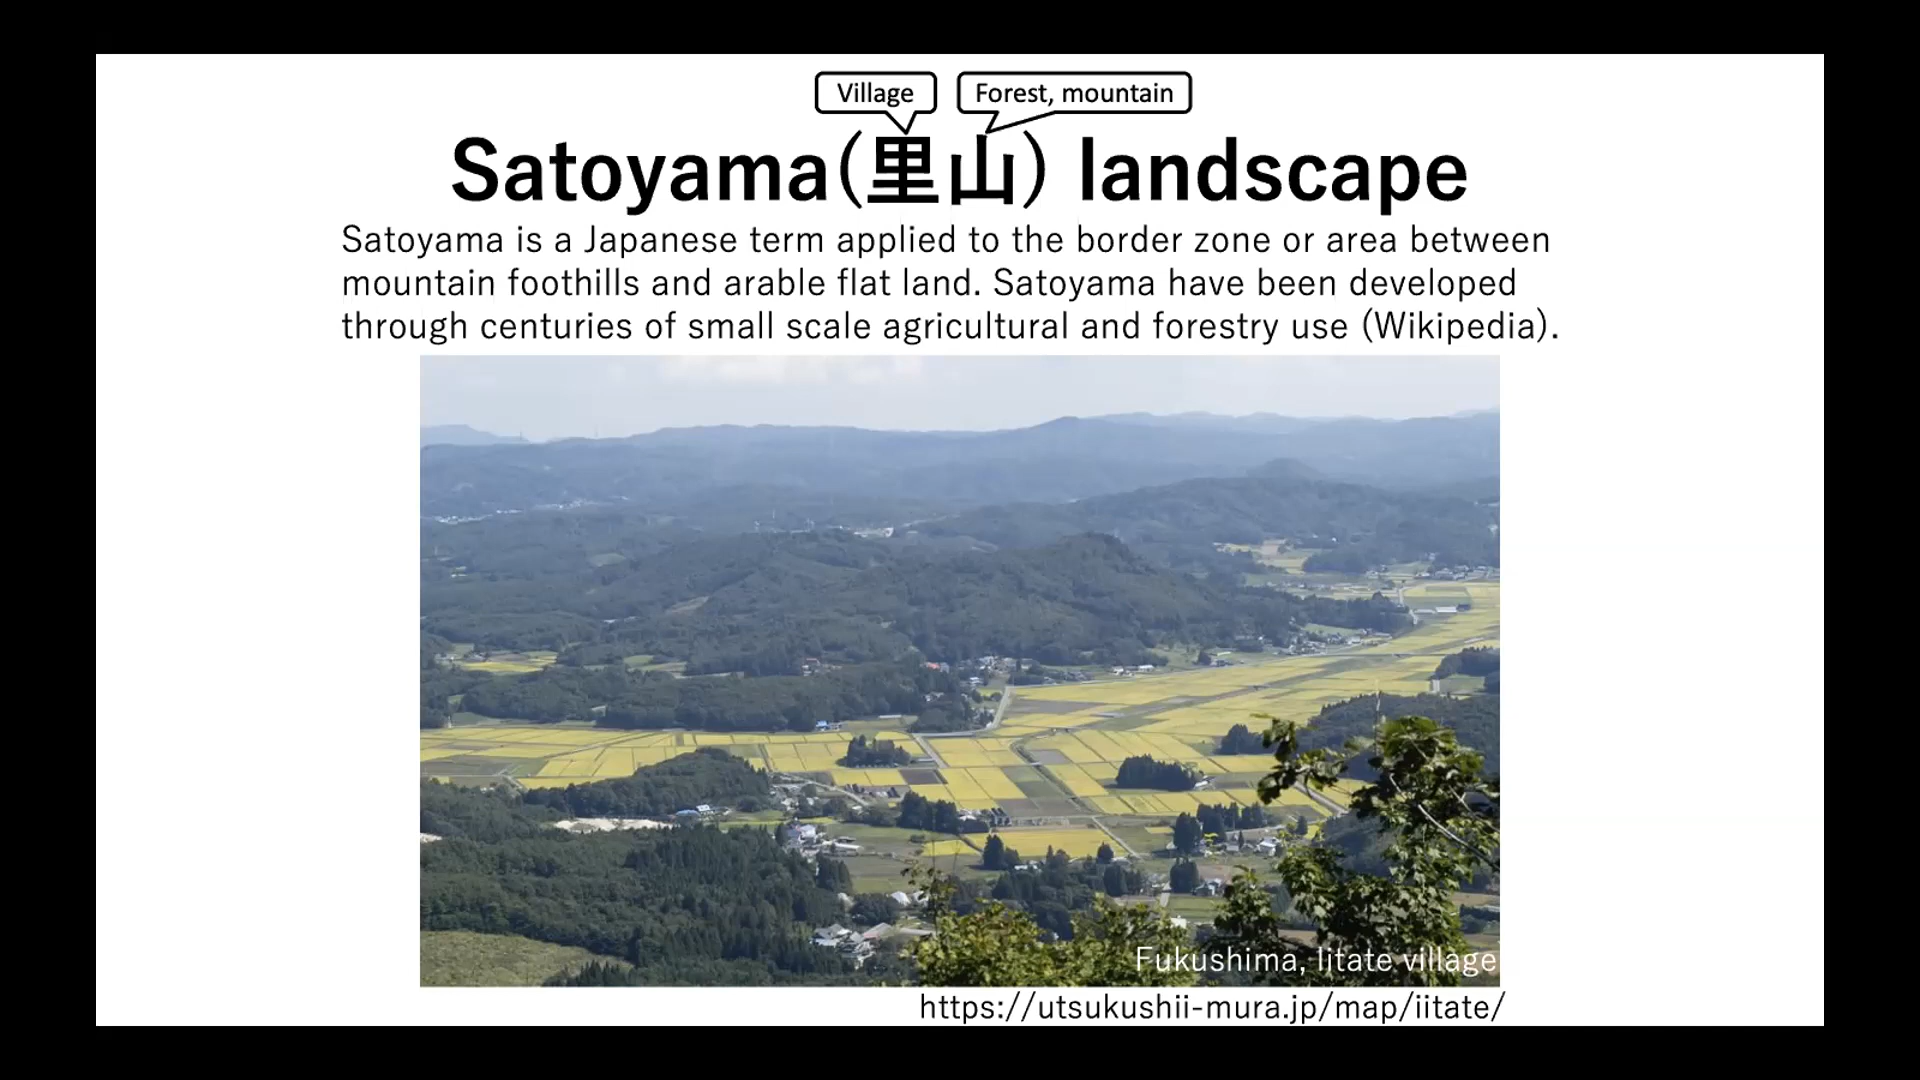 Village
Forest, mountain
Satoyama(里山) landscape
Satoyama is a Japanese term applied to the border zone or area between
mountain foothills and arable flat land. Satoyama have been developed
through centuries of small scale agricultural and forestry use (Wikipedia).
Fukushima, Iitate village
https://utsukushii-mura.jp/map/iitate/